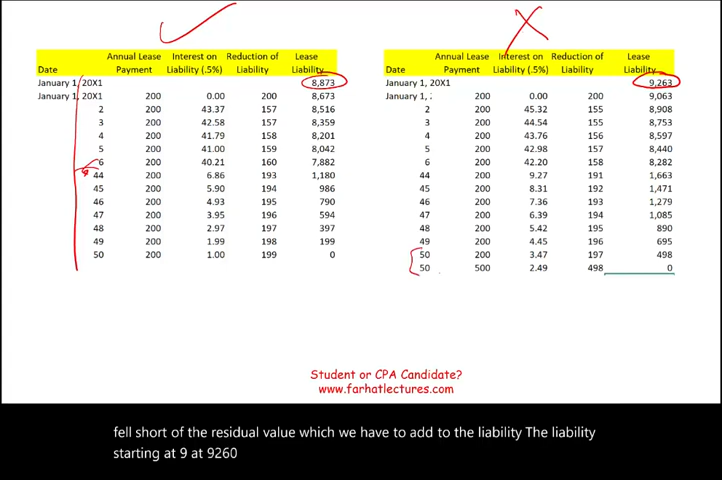 Annual Lease Interest on Reduction of Lease
Date Payment Liability (.5%) Liability Liability
January 1, 20X1 8,873
January 1, 20X1 200 0.00 200 8,673
2 200 43.37 157 8,516
3 200 42.58 157 8,359
4 200 41.79 158 8,201
5 200 41.00 159 8,042
6 200 40.21 160 7,882
44 200 6.86 193 1,180
45 200 5.90 194 986
46 200 4.93 195 790
47 200 3.95 196 594
48 200 2.97 197 397
49 200 1.99 198 199
50 200 1.00 199 0
Annual Lease Interest on Reduction of Lease
Date Payment Liability (.5%) Liability Liability
January 1, 20X1 9,263
January 1, : 200 0.00 200 9,063
2 200 45.32 155 8,908
3 200 44.54 155 8,753
4 200 43.76 156 8,597
5 200 42.98 157 8,440
6 200 42.20 158 8,282
44 200 9.27 191 1,663
45 200 8.31 192 1,471
46 200 7.36 193 1,279
47 200 6.39 194 1,085
48 200 5.42 195 890
49 200 4.45 196 695
50 200 3.47 197 498
50 500 2.49 498 0
Student or CPA Candidate?
www.farhatlectures.com
fell short of the residual value which we have to add to the liability The liability
starting at 9 at 9260